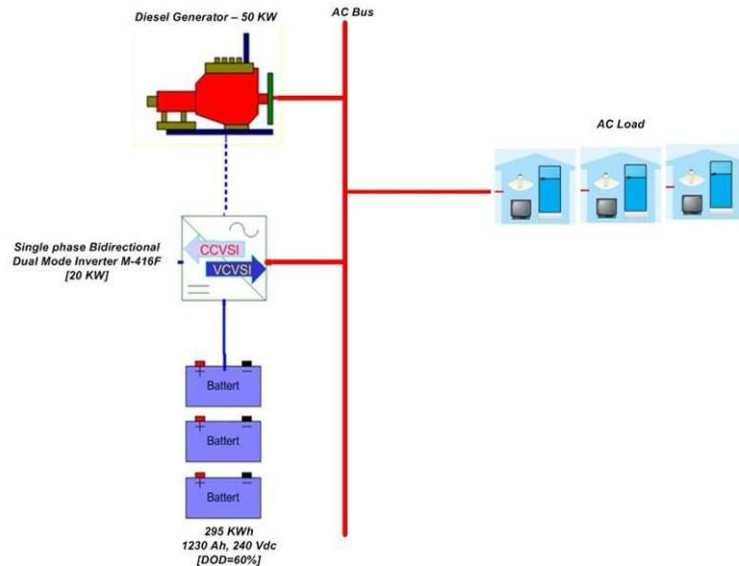 Diesel Generator – 50 KW
AC Bus
AC Load
Single phase Bidirectional
Dual Mode Inverter M-416F
[20 KW]
CCVSI
VCVSI
+ −
Battert
+ −
Battert
+ −
Battert
295 KWh
1230 Ah, 240 Vdc
[DOD=60%]